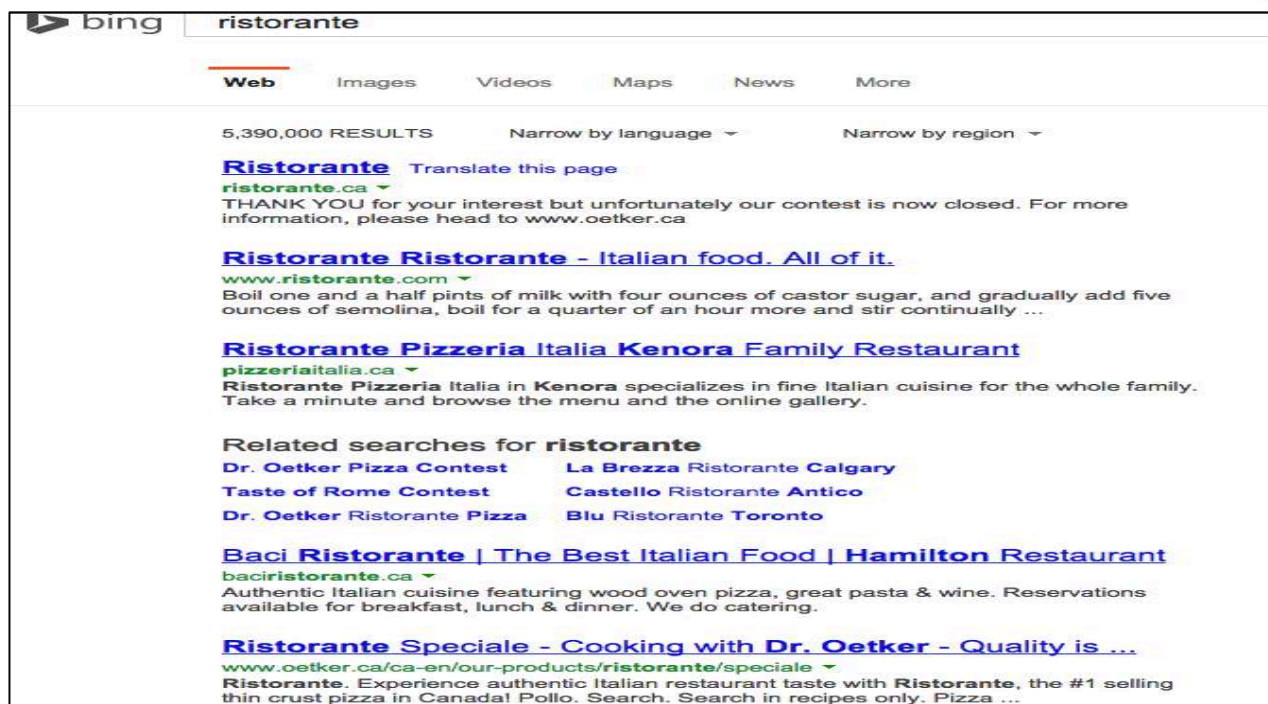 bing ristorante
Web Images Videos Maps News More
5,390,000 RESULTS Narrow by language Narrow by region
Ristorante Translate this page
ristorante.ca
THANK YOU for your interest but unfortunately our contest is now closed. For more
information, please head to www.oetker.ca
Ristorante Ristorante - Italian food. All of it.
www.ristorante.com
Boil one and a half pints of milk with four ounces of castor sugar, and gradually add five
ounces of semolina, boil for a quarter of an hour more and stir continually ...
Ristorante Pizzeria Italia Kenora Family Restaurant
pizzeriaitalia.ca
Ristorante Pizzeria Italia in Kenora specializes in fine Italian cuisine for the whole family.
Take a minute and browse the menu and the online gallery.
Related searches for ristorante
Dr. Oetker Pizza Contest La Brezza Ristorante Calgary
Taste of Rome Contest Castello Ristorante Antico
Dr. Oetker Ristorante Pizza Blu Ristorante Toronto
Baci Ristorante | The Best Italian Food | Hamilton Restaurant
baciristorante.ca
Authentic Italian cuisine featuring wood oven pizza, great pasta & wine. Reservations
available for breakfast, lunch & dinner. We do catering.
Ristorante Speciale - Cooking with Dr. Oetker - Quality is ...
www.oetker.ca/ca-en/our-products/ristorante/speciale
Ristorante. Experience authentic Italian restaurant taste with Ristorante, the #1 selling
thin crust pizza in Canada! Pollo. Search. Search in recipes only. Pizza ...